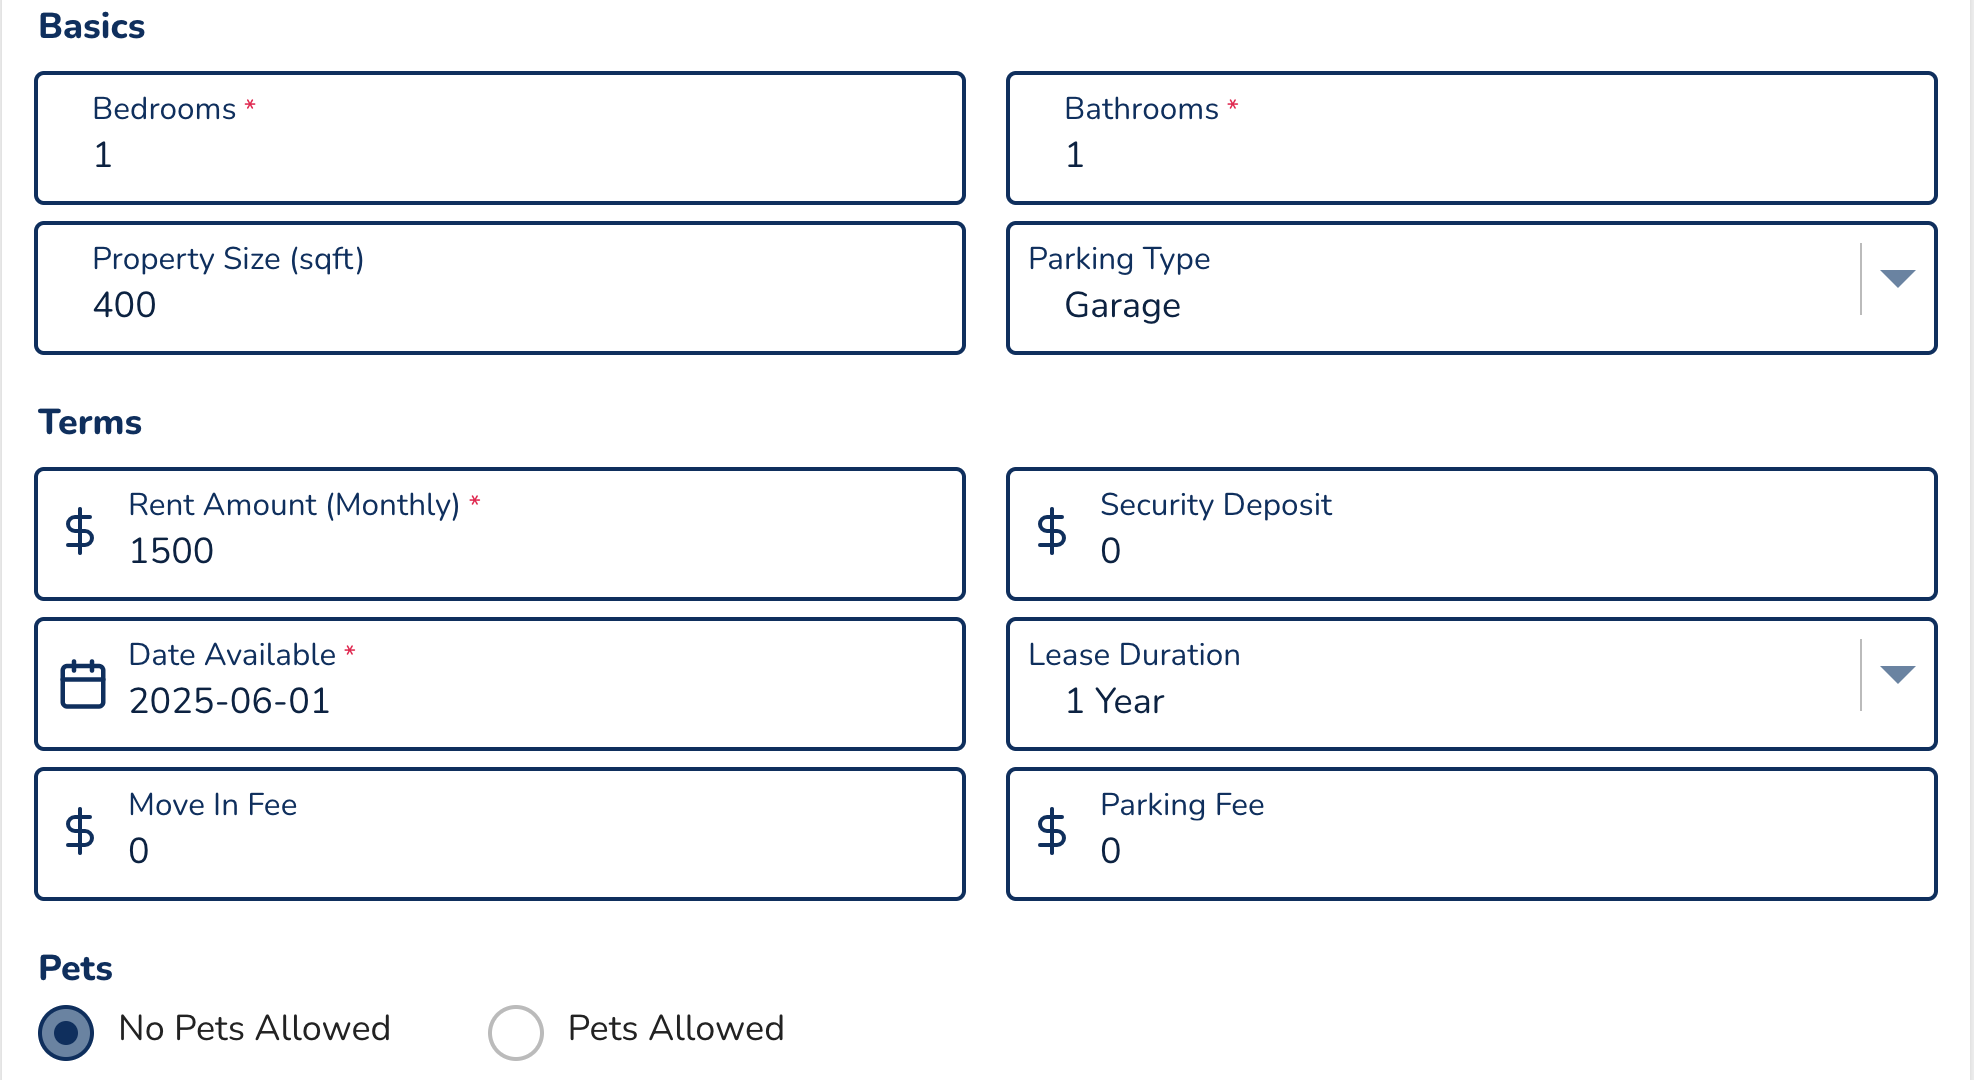 Basics
Bedrooms *
1
Bathrooms *
1
Property Size (sqft)
400
Parking Type
Garage
Terms
$ Rent Amount (Monthly) *
1500
$ Security Deposit
0
Date Available *
2025-06-01
Lease Duration
1 Year
$ Move In Fee
0
$ Parking Fee
0
Pets
No Pets Allowed
Pets Allowed